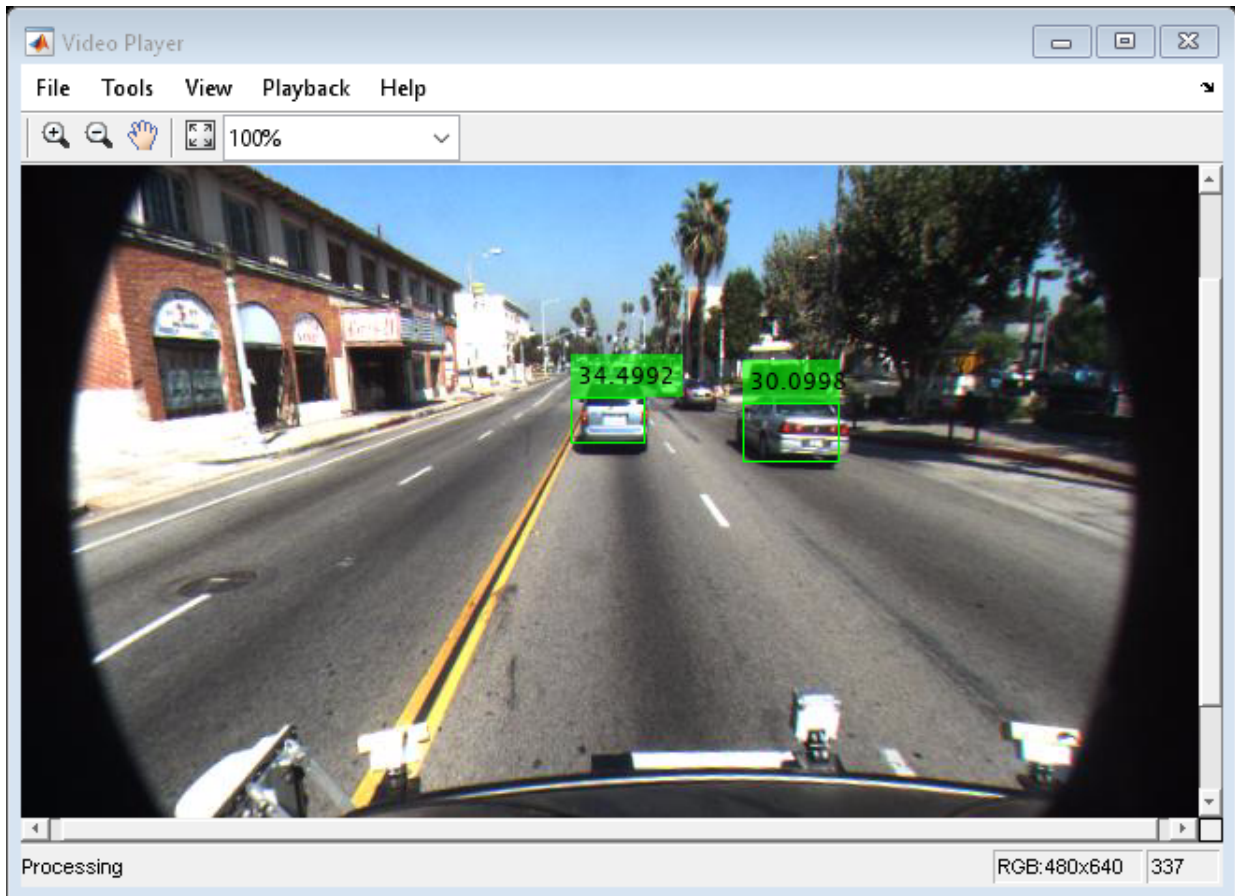 Video Player
File Tools View Playback Help
100%
34.4992
30.0998
Processing
RGB:480x640 337